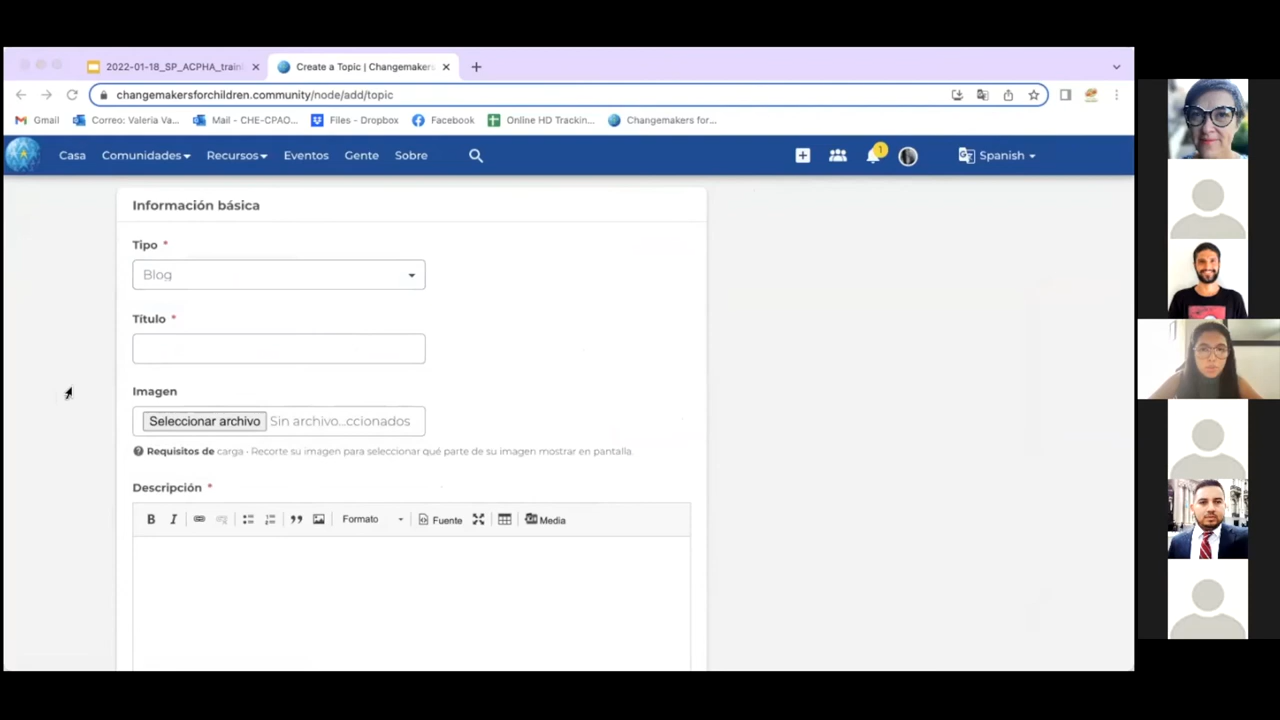 2022-01-18_SP_ACPHA_traini
Create a Topic | Changemakers
changemakersforchildren.community/node/add/topic
Gmail Correo: Valeria Va... Mail - CHE-CPAO... Files - Dropbox Facebook Online HD Trackin... Changemakers for...
Casa Comunidades Recursos Eventos Gente Sobre 1 Spanish
Información básica
Tipo *
Blog
Título *
Imagen
Seleccionar archivo Sin archivo...ccionados
Requisitos de carga · Recorte su imagen para seleccionar qué parte de su imagen mostrar en pantalla.
Descripción *
B I Formato Fuente Media